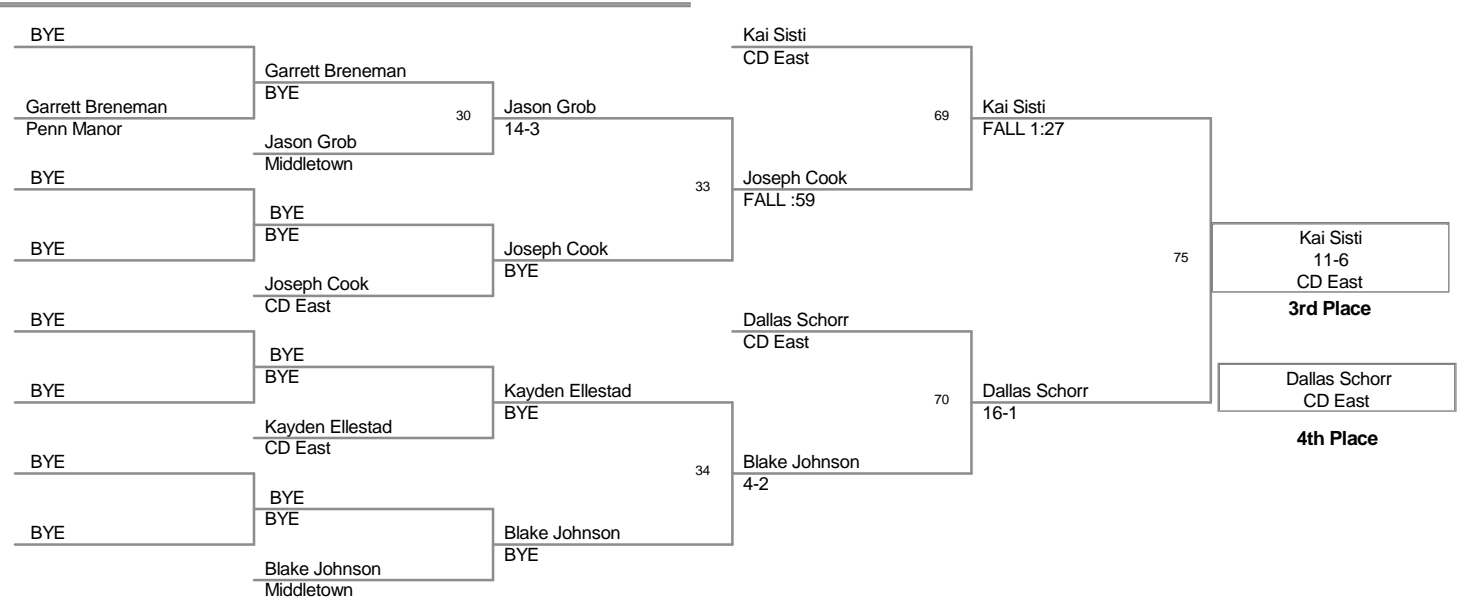 BYE
Garrett Breneman
Penn Manor
BYE
BYE
BYE
BYE
BYE
BYE
Garrett Breneman
BYE
Jason Grob
Middletown
BYE
BYE
Joseph Cook
CD East
BYE
BYE
Kayden Ellestad
CD East
BYE
BYE
Blake Johnson
Middletown
30
Jason Grob
14-3
Joseph Cook
BYE
Kayden Ellestad
BYE
Blake Johnson
BYE
33
34
Kai Sisti
CD East
Joseph Cook
FALL :59
Dallas Schorr
CD East
Blake Johnson
4-2
69
70
Kai Sisti
FALL 1:27
Dallas Schorr
16-1
75
Kai Sisti
11-6
CD East
3rd Place
Dallas Schorr
CD East
4th Place